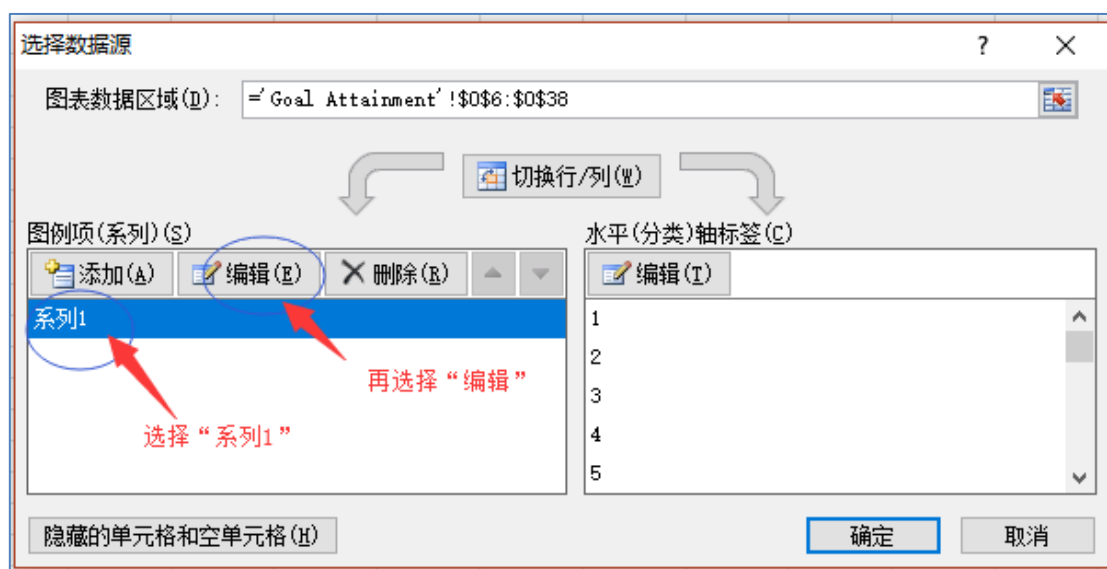 选择数据源 ?
图表数据区域(D): ='Goal Attainment'!$O$6:$O$38
切换行/列(W)
图例项(系列)(S) 水平(分类)轴标签(C)
添加(A) 编辑(E) 删除(R) 编辑(T)
系列1 1
2
再选择“编辑” 3
选择“系列1” 4
5
隐藏的单元格和空单元格(H) 确定 取消